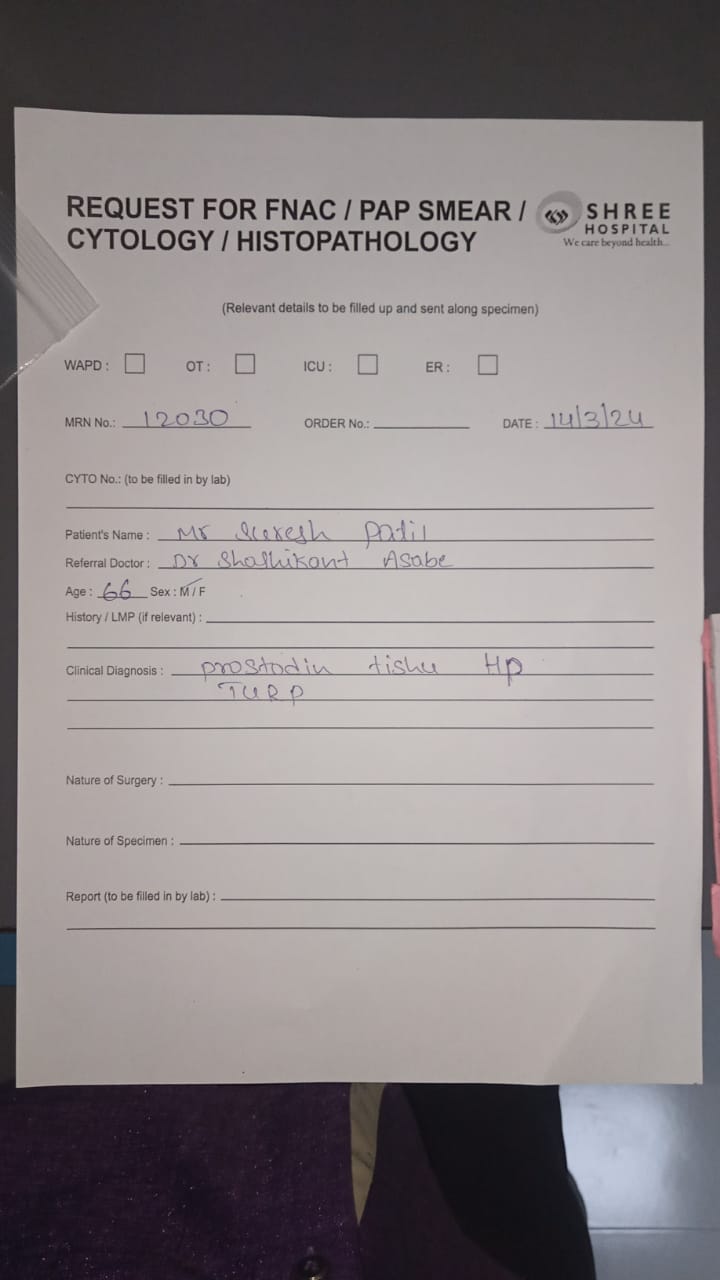 REQUEST FOR FNAC / PAP SMEAR /
CYTOLOGY / HISTOPATHOLOGY
SHREE
HOSPITAL
We care beyond health...
(Relevant details to be filled up and sent along specimen)
WAPD : OT : ICU : ER :
MRN No.: 12030 ORDER No.: DATE : 14/3/24
CYTO No.: (to be filled in by lab)
Patient's Name : Mr Suresh Patil
Referral Doctor : Dr Shashikant Asabe
Age : 66 Sex : M / F
History / LMP (if relevant) :
Clinical Diagnosis : prostodin tishu Hp
TURP
Nature of Surgery :
Nature of Specimen :
Report (to be filled in by lab) :